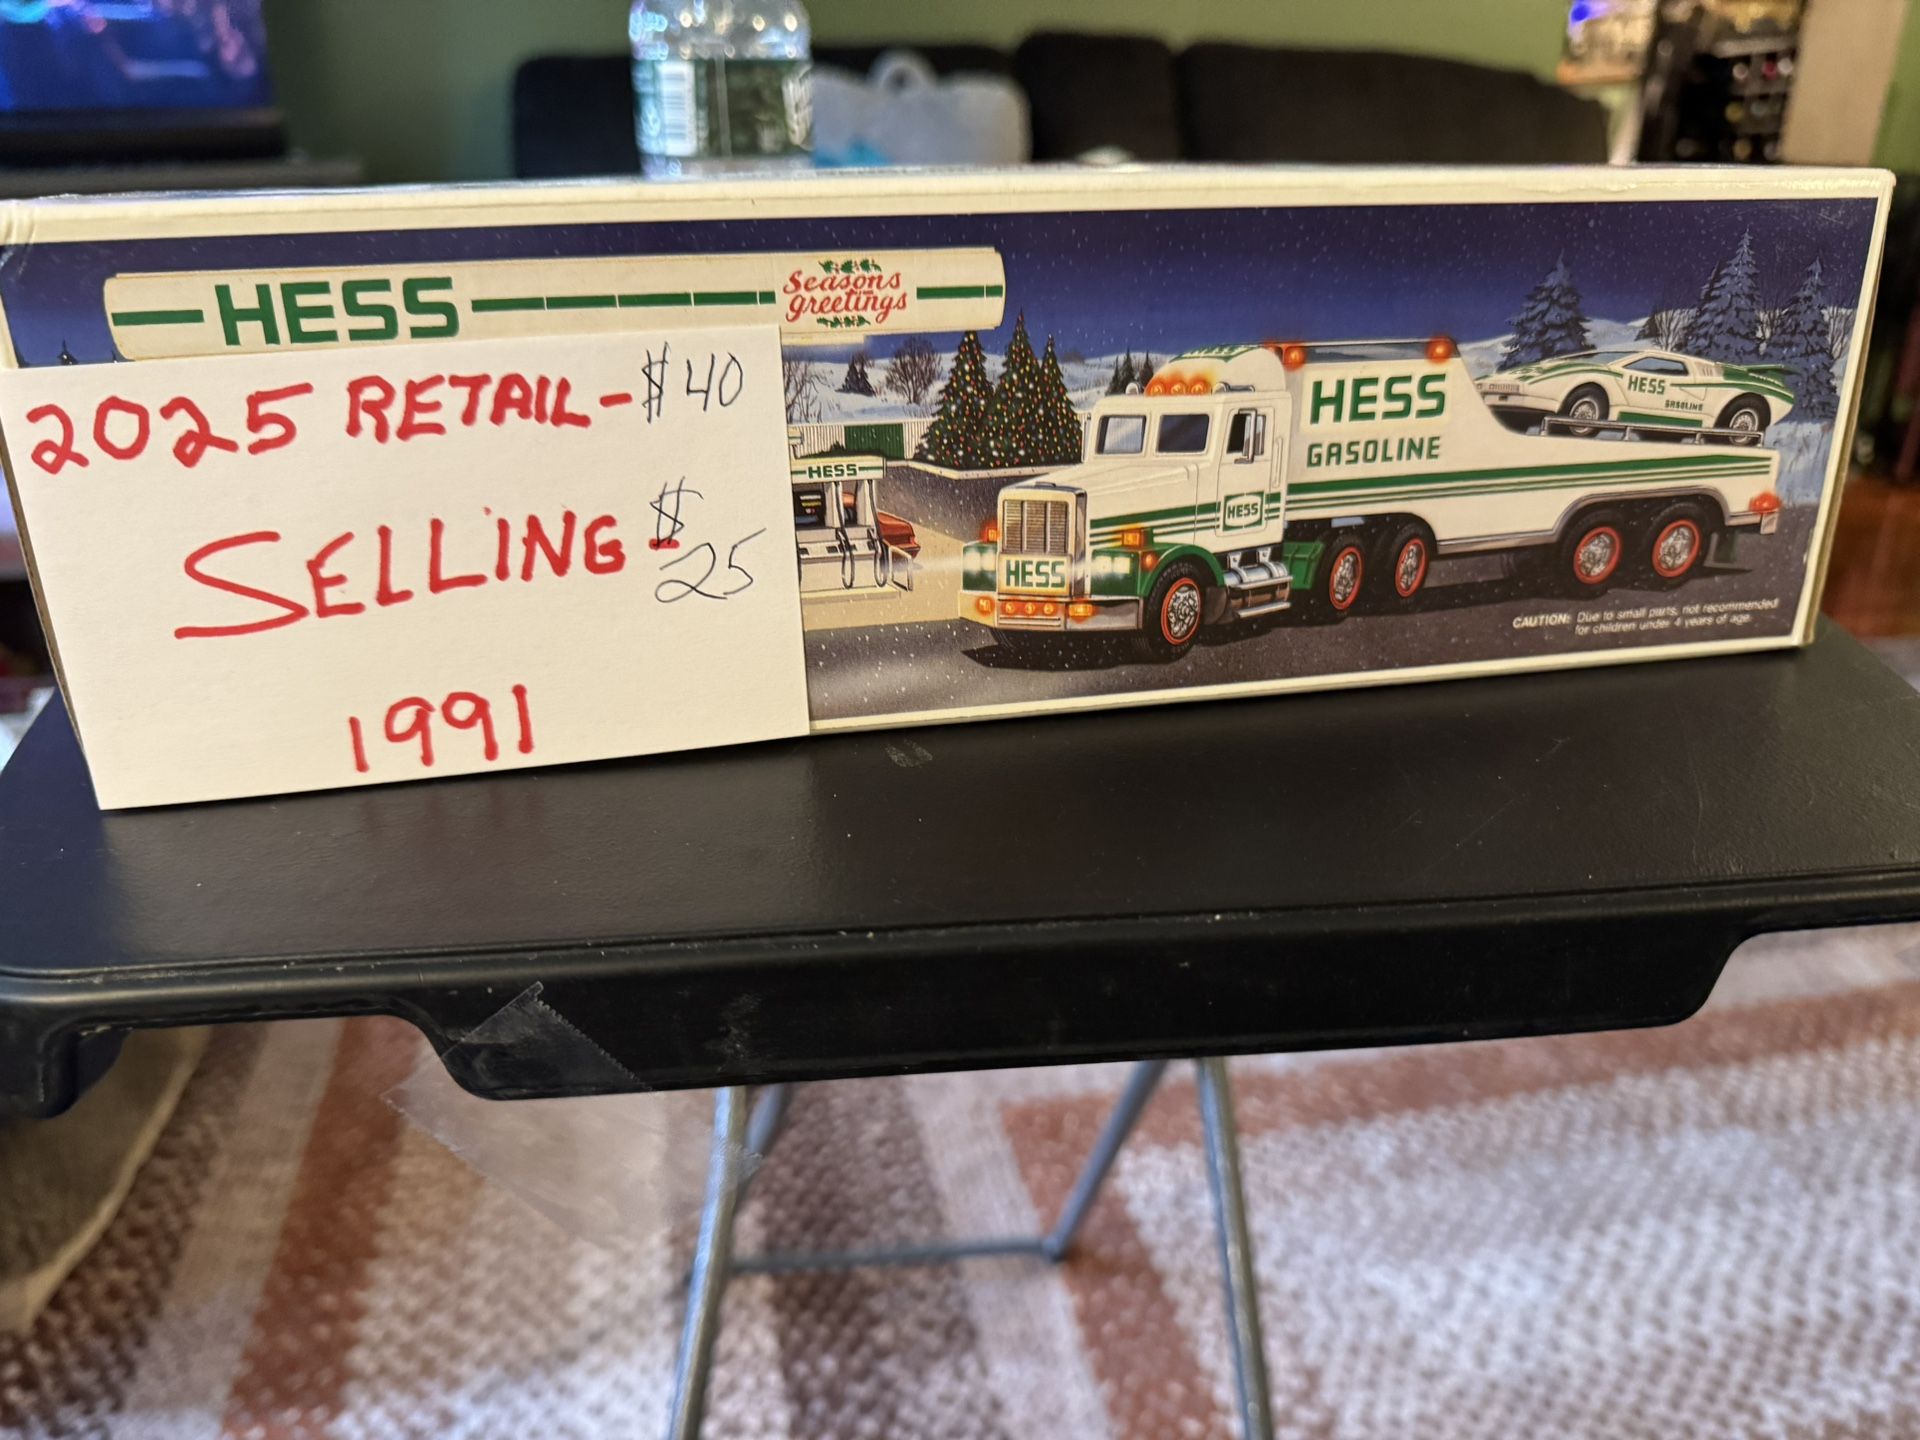 HESS
Seasons
greetings
2025 RETAIL - $40
SELLING - $25
1991
HESS
HESS
GASOLINE
HESS
HESS
HESS
GASOLINE
CAUTION: Due to small parts, not recommended
for children under 4 years of age.